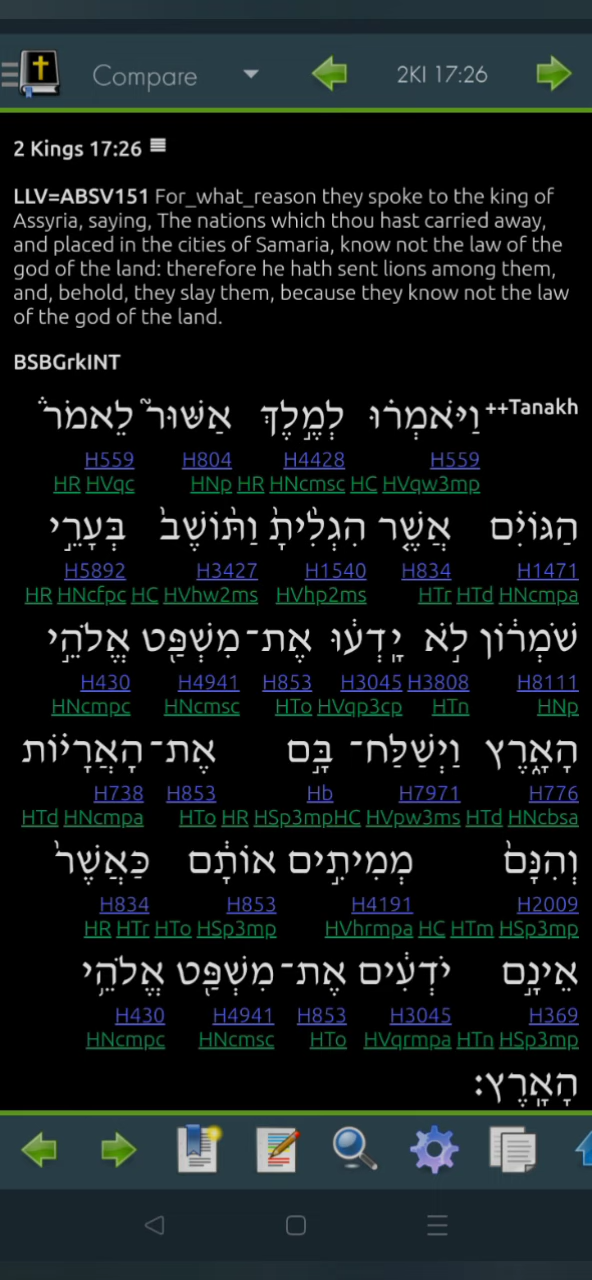 Compare
2KI 17:26
2 Kings 17:26
LLV=ABSV151 For_what_reason they spoke to the king of
Assyria, saying, The nations which thou hast carried away,
and placed in the cities of Samaria, know not the law of the
god of the land: therefore he hath sent lions among them,
and, behold, they slay them, because they know not the law
of the god of the land.
BSBGrkINT
++Tanakh וַיֹּאמְר֗וּ לְמֶ֣לֶךְ אַשּׁוּר֮ לֵאמֹר֒
H559 H804 H4428 H559
HR HVqc HNp HR HNcmsc HC HVqw3mp
הַגּוֹיִ֗ם אֲשֶׁ֤ר הִגְלִ֙יתָ֙ וַתּ֙וֹשֶׁב֙ בְּעָרֵ֣י
H5892 H3427 H1540 H834 H1471
HR HNcfpc HC HVhw2ms HVhp2ms HTr HTd HNcmpa
שֹׁמְר֔וֹן לֹ֣א יָֽדְע֔וּ אֶת־מִשְׁפַּ֖ט אֱלֹהֵ֣י
H430 H4941 H853 H3045 H3808 H8111
HNcmpc HNcmsc HTo HVqp3cp HTn HNp
הָאָ֑רֶץ וַיְשַׁלַּח־ בָּ֣ם אֶת־הָאֲרָי֗וֹת
H738 H853 Hb H7971 H776
HTd HNcmpa HTo HR HSp3mpHC HVpw3ms HTd HNcbsa
וְהִנָּם֙ מְמִיתִ֣ים אוֹתָ֔ם כַּאֲשֶׁר֙
H834 H853 H4191 H2009
HR HTr HTo HSp3mp HVhrmpa HC HTm HSp3mp
אֵינָ֣ם יֹדְעִ֔ים אֶת־מִשְׁפַּ֖ט אֱלֹהֵ֥י
H430 H4941 H853 H3045 H369
HNcmpc HNcmsc HTo HVqrmpa HTn HSp3mp
הָאָֽרֶץ׃